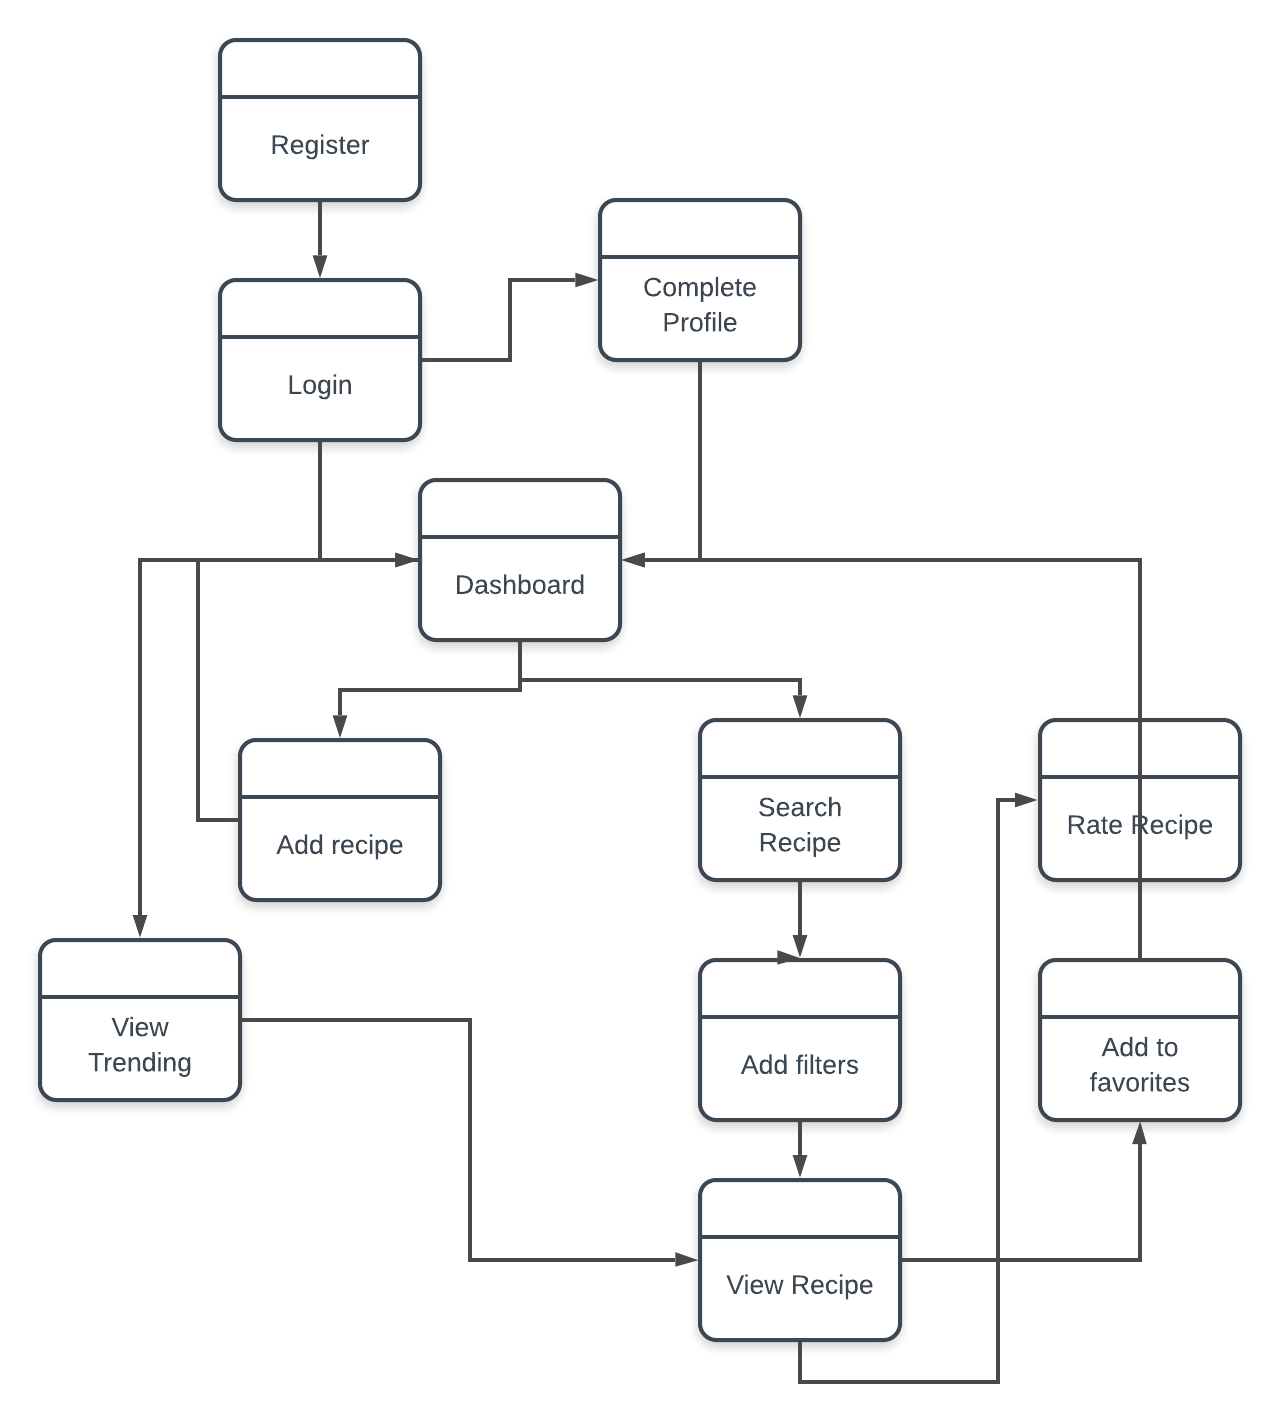 Register
Complete
Profile
Login
Dashboard
Search
Recipe
Rate Recipe
Add recipe
View
Trending
Add filters
Add to
favorites
View Recipe